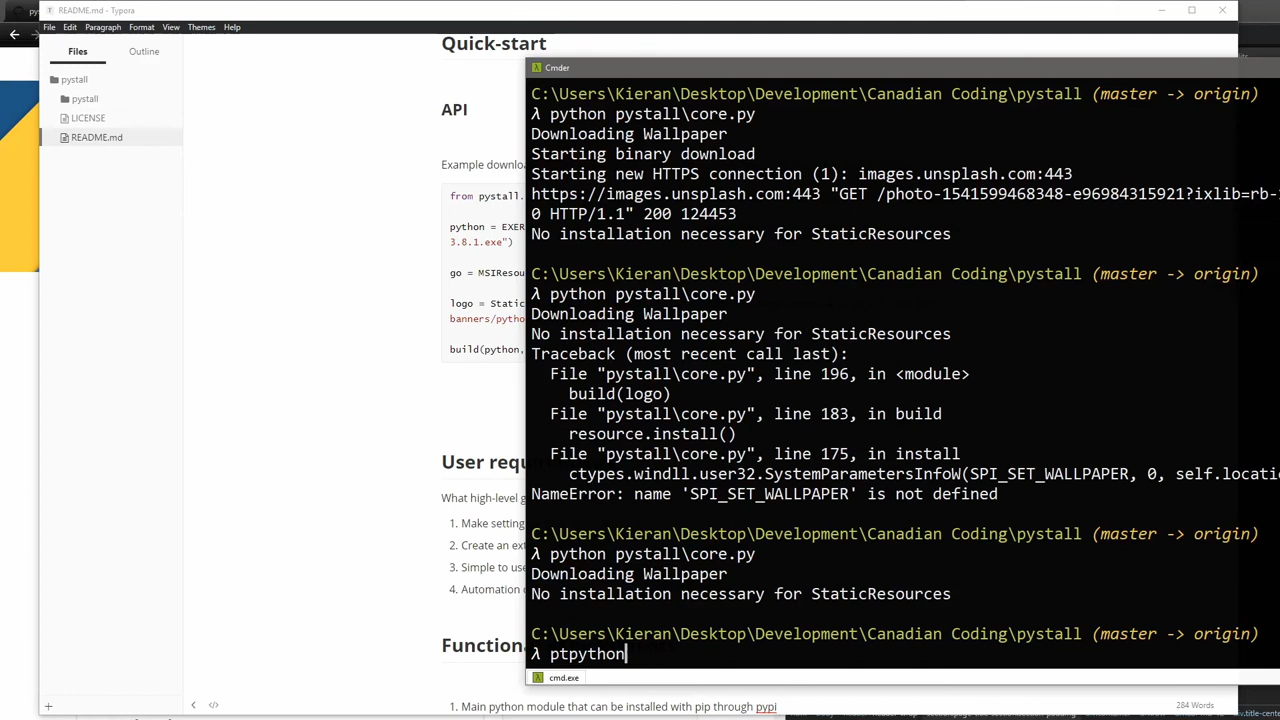 README.md - Typora
File Edit Paragraph Format View Themes Help
Files Outline
pystall
pystall
LICENSE
README.md
Quick-start
API
from pystall.
python = EXER
3.8.1.exe")
go = MSIResou
logo = Static
banners/pytho
build(python,
User requ
What high-level g
1. Make setting
2. Create an ext
3. Simple to use
4. Automation
Function
1. Main python module that can be installed with pip through pypi
284 Words
Cmder
C:\Users\Kieran\Desktop\Development\Canadian Coding\pystall (master -> origin)
λ python pystall\core.py
Downloading Wallpaper
Starting binary download
Starting new HTTPS connection (1): images.unsplash.com:443
https://images.unsplash.com:443 "GET /photo-1541599468348-e96984315921?ixlib=rb-
0 HTTP/1.1" 200 124453
No installation necessary for StaticResources
C:\Users\Kieran\Desktop\Development\Canadian Coding\pystall (master -> origin)
λ python pystall\core.py
Downloading Wallpaper
No installation necessary for StaticResources
Traceback (most recent call last):
File "pystall\core.py", line 196, in <module>
build(logo)
File "pystall\core.py", line 183, in build
resource.install()
File "pystall\core.py", line 175, in install
ctypes.windll.user32.SystemParametersInfoW(SPI_SET_WALLPAPER, 0, self.locatio
NameError: name 'SPI_SET_WALLPAPER' is not defined
C:\Users\Kieran\Desktop\Development\Canadian Coding\pystall (master -> origin)
λ python pystall\core.py
Downloading Wallpaper
No installation necessary for StaticResources
C:\Users\Kieran\Desktop\Development\Canadian Coding\pystall (master -> origin)
λ ptpython
cmd.exe